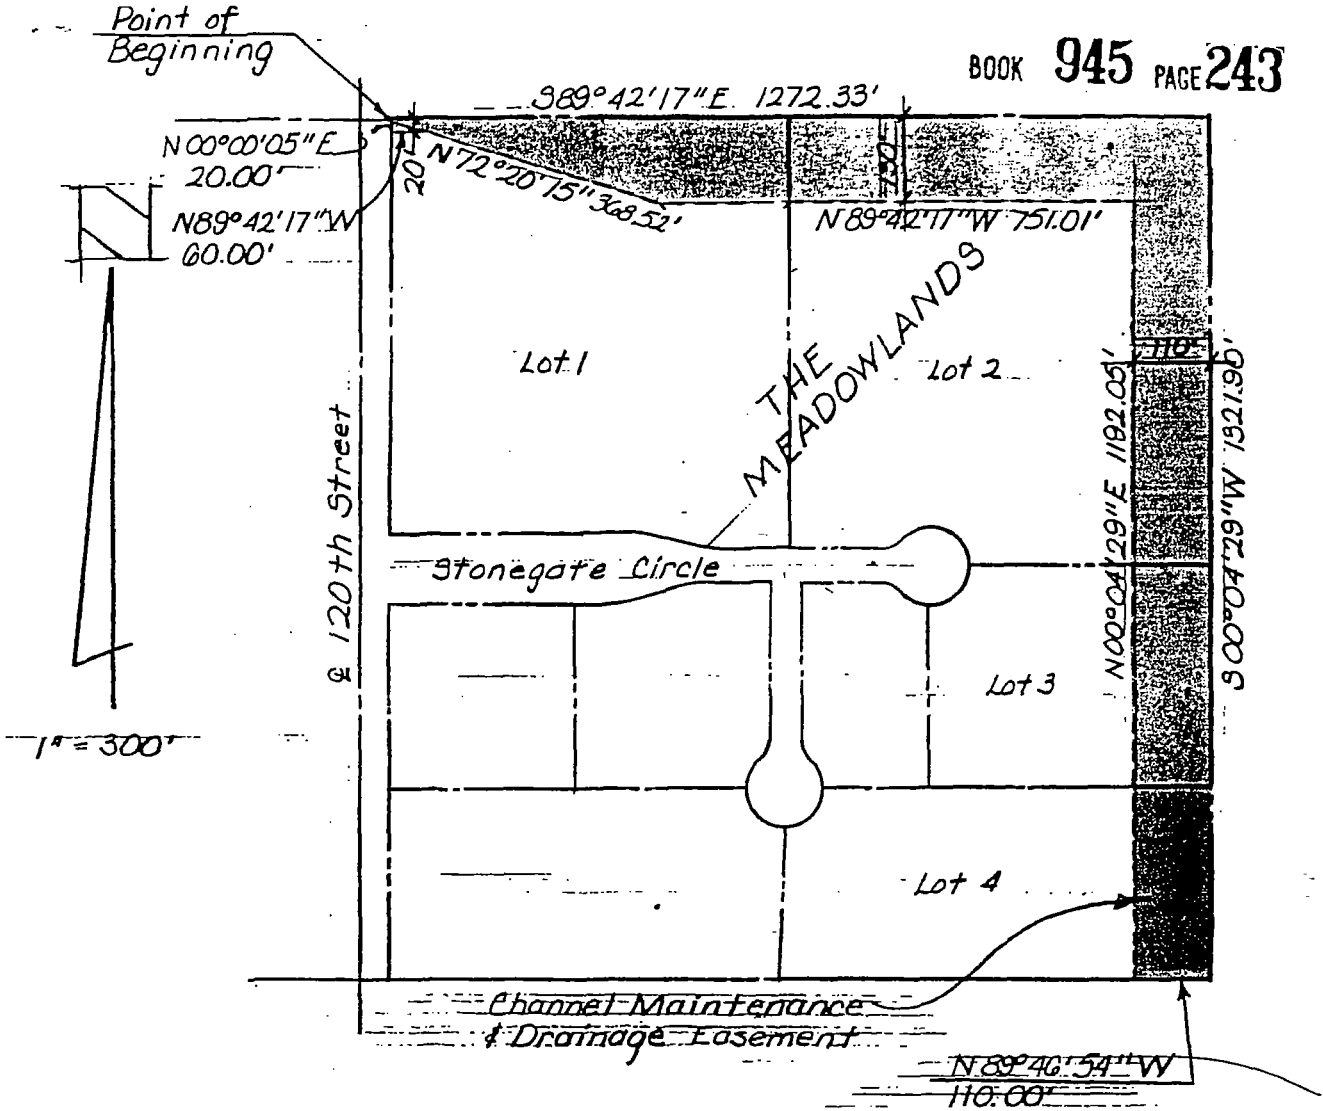 Point of
Beginning
BOOK 945 PAGE 243
S89°42'17"E 1272.33'
N00°00'05"E
20.00'
20'
N72°20'15" 368.52'
130'
N89°42'17"W
60.00'
N89°42'17"W 751.01'
Lot 1
THE
MEADOWLANDS
Lot 2
110'
N00°04'29"E 1192.05'
S00°04'29"W 1321.90'
℄ 120th Street
Stonegate Circle
Lot 3
1" = 300'
Lot 4
Channel Maintenance
& Drainage Easement
N89°46'54"W
110.00'